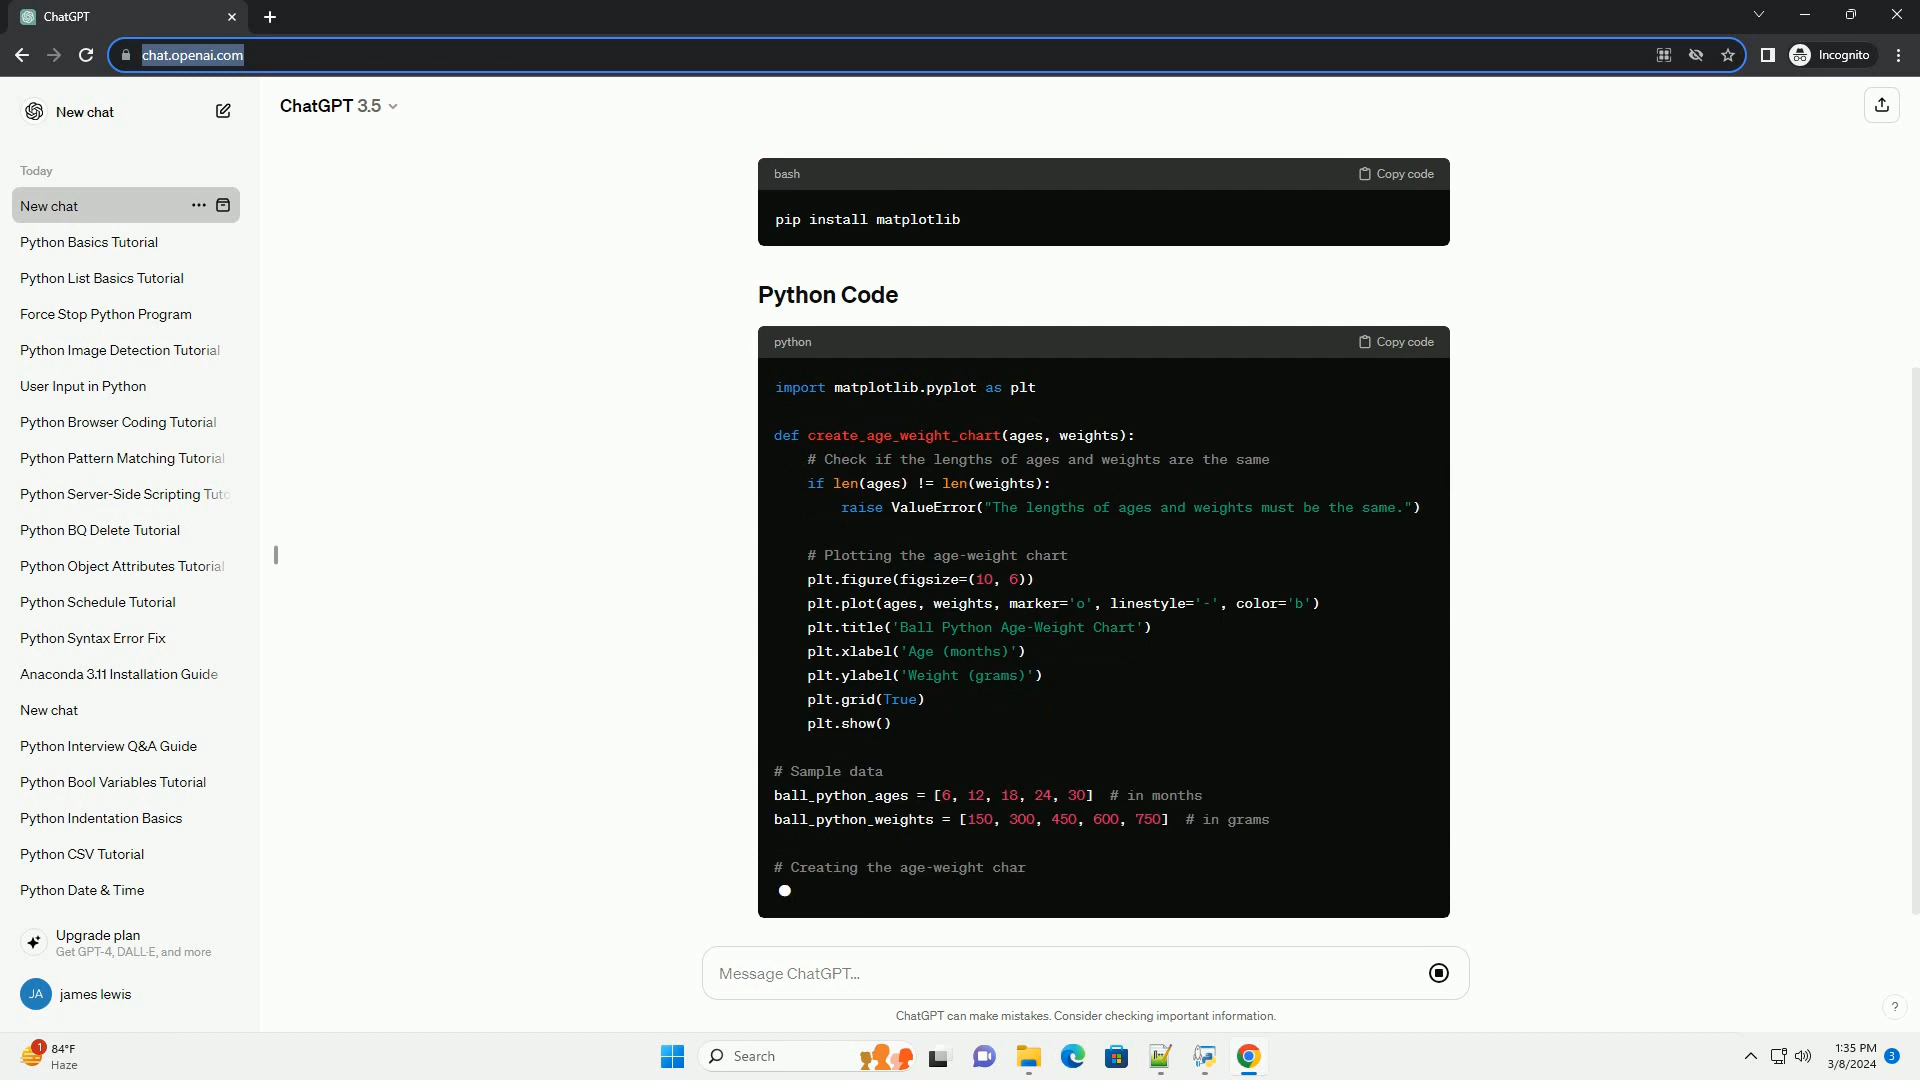 ChatGPT
chat.openai.com
Incognito
New chat
ChatGPT 3.5
Today
New chat
Python Basics Tutorial
Python List Basics Tutorial
Force Stop Python Program
Python Image Detection Tutorial
User Input in Python
Python Browser Coding Tutorial
Python Pattern Matching Tutorial
Python Server-Side Scripting Tuto
Python BQ Delete Tutorial
Python Object Attributes Tutorial
Python Schedule Tutorial
Python Syntax Error Fix
Anaconda 3.11 Installation Guide
New chat
Python Interview Q&A Guide
Python Bool Variables Tutorial
Python Indentation Basics
Python CSV Tutorial
Python Date & Time
Upgrade plan
Get GPT-4, DALL·E, and more
JA james lewis
bash Copy code
pip install matplotlib
Python Code
python Copy code
import matplotlib.pyplot as plt
def create_age_weight_chart(ages, weights):
# Check if the lengths of ages and weights are the same
if len(ages) != len(weights):
raise ValueError("The lengths of ages and weights must be the same.")
# Plotting the age-weight chart
plt.figure(figsize=(10, 6))
plt.plot(ages, weights, marker='o', linestyle='-', color='b')
plt.title('Ball Python Age-Weight Chart')
plt.xlabel('Age (months)')
plt.ylabel('Weight (grams)')
plt.grid(True)
plt.show()
# Sample data
ball_python_ages = [6, 12, 18, 24, 30]  # in months
ball_python_weights = [150, 300, 450, 600, 750]  # in grams
# Creating the age-weight char
Message ChatGPT...
ChatGPT can make mistakes. Consider checking important information.
?
1
84°F
Haze
Search
1:35 PM
3/8/2024
3